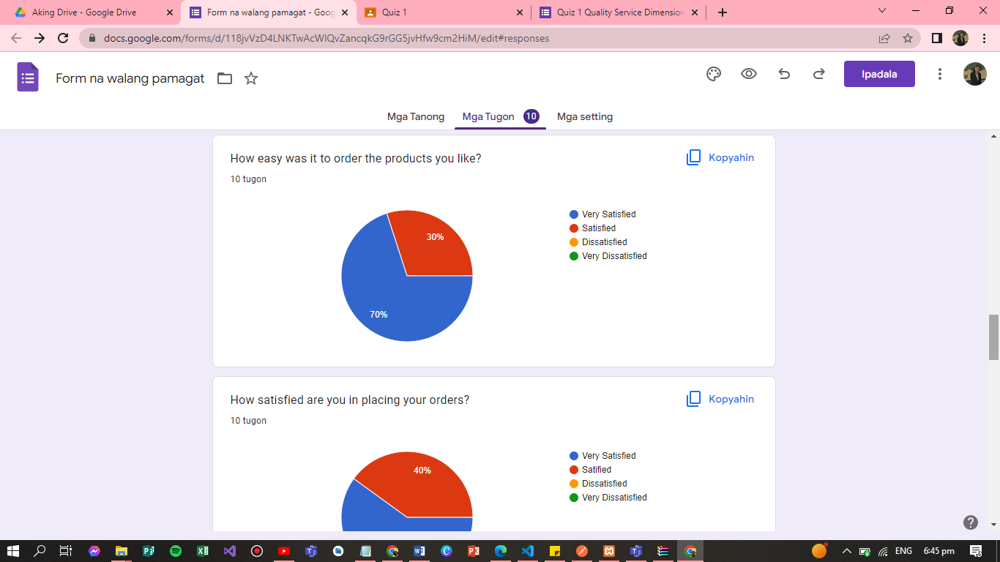 Aking Drive - Google Drive
Form na walang pamagat - Goog
Quiz 1
Quiz 1 Quality Service Dimension
docs.google.com/forms/d/118jvVzD4LNKTwAcWIQvZancqkG9rGG5jvHfw9cm2HiM/edit#responses
Form na walang pamagat
Ipadala
Mga Tanong
Mga Tugon 10
Mga setting
How easy was it to order the products you like?
Kopyahin
10 tugon
Very Satisfied
Satisfied
Dissatisfied
Very Dissatisfied
30%
70%
How satisfied are you in placing your orders?
Kopyahin
10 tugon
Very Satisfied
Satified
Dissatisfied
Very Dissatisfied
40%
ENG
6:45 pm